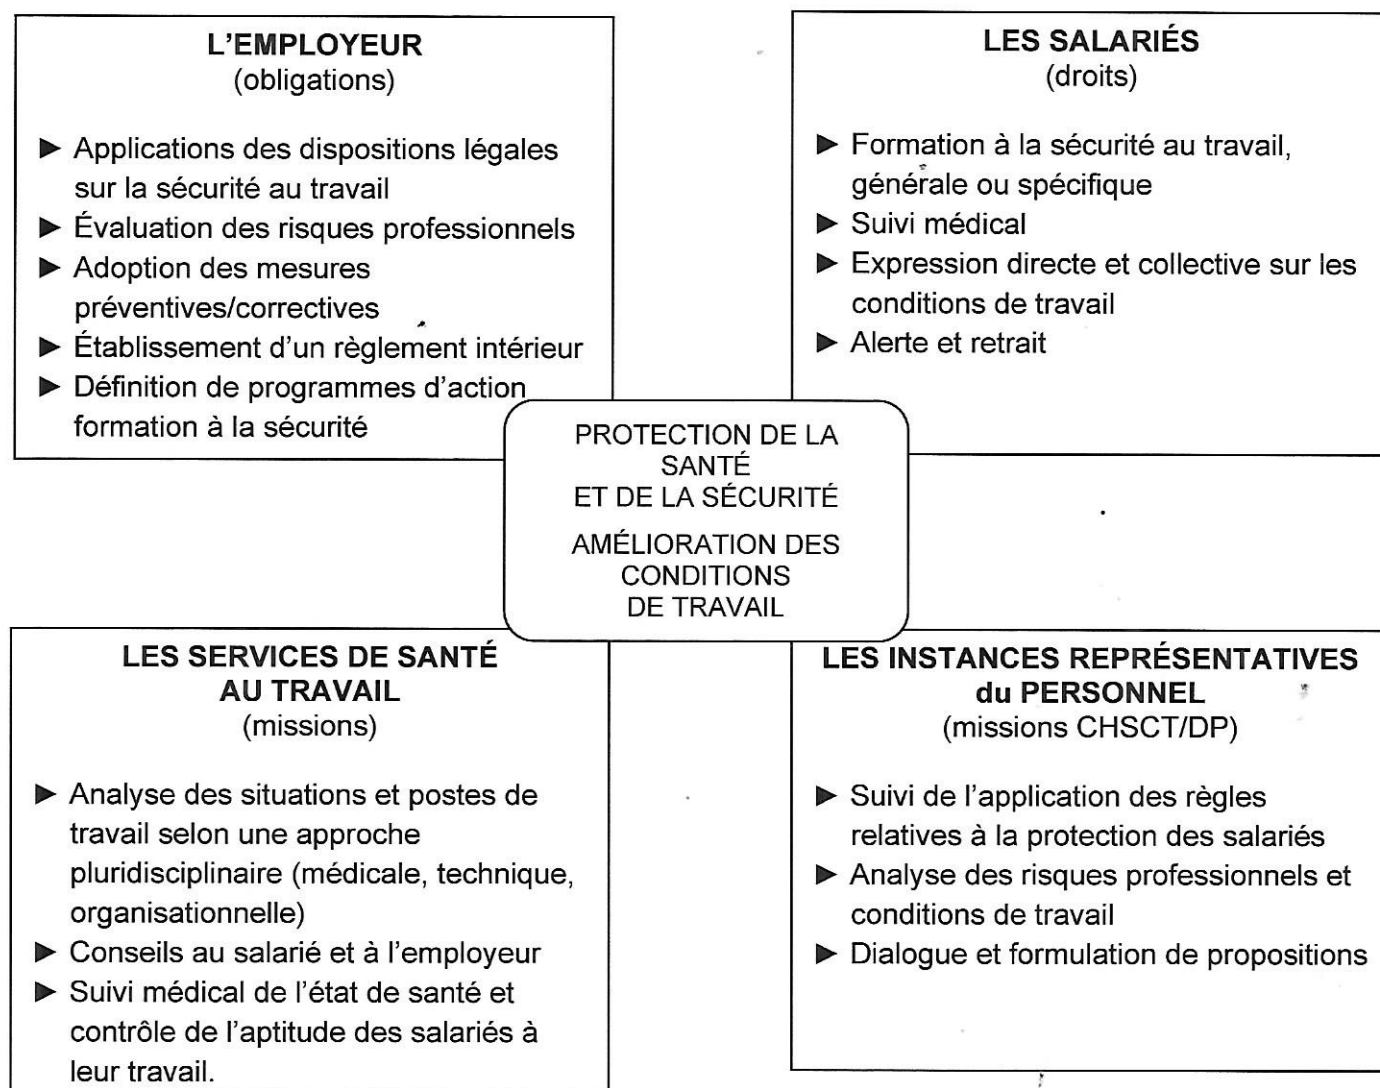 L'EMPLOYEUR
(obligations)
► Applications des dispositions légales
sur la sécurité au travail
► Évaluation des risques professionnels
► Adoption des mesures
préventives/correctives
► Établissement d'un règlement intérieur
► Définition de programmes d'action
formation à la sécurité
LES SALARIÉS
(droits)
► Formation à la sécurité au travail,
générale ou spécifique
► Suivi médical
► Expression directe et collective sur les
conditions de travail
► Alerte et retrait
PROTECTION DE LA
SANTÉ
ET DE LA SÉCURITÉ
AMÉLIORATION DES
CONDITIONS
DE TRAVAIL
LES SERVICES DE SANTÉ
AU TRAVAIL
(missions)
► Analyse des situations et postes de
travail selon une approche
pluridisciplinaire (médicale, technique,
organisationnelle)
► Conseils au salarié et à l'employeur
► Suivi médical de l'état de santé et
contrôle de l'aptitude des salariés à
leur travail.
LES INSTANCES REPRÉSENTATIVES
du PERSONNEL
(missions CHSCT/DP)
► Suivi de l'application des règles
relatives à la protection des salariés
► Analyse des risques professionnels et
conditions de travail
► Dialogue et formulation de propositions